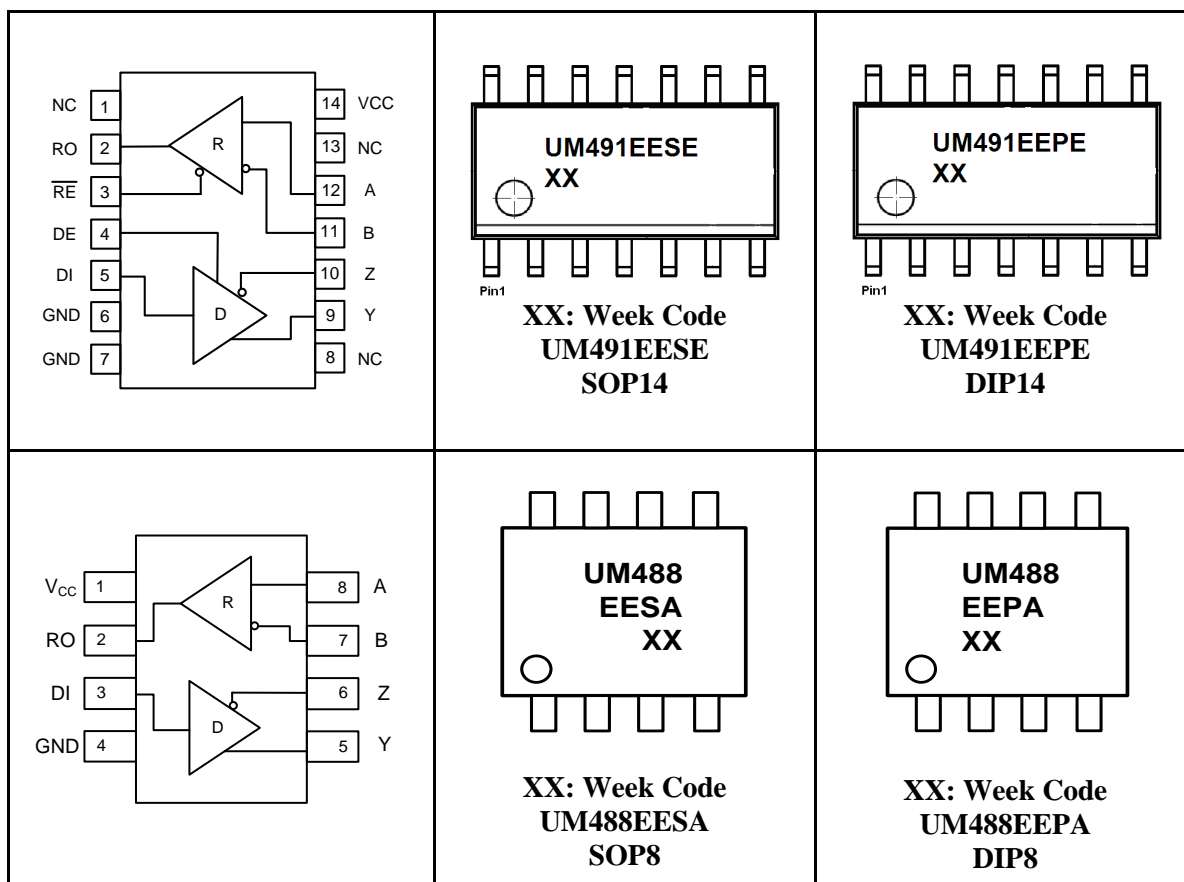 NC 1
RO 2
RE 3
DE 4
DI 5
GND 6
GND 7
14 VCC
13 NC
12 A
11 B
10 Z
9 Y
8 NC
R
D
UM491EESE
XX
Pin1
XX: Week Code
UM491EESE
SOP14
UM491EEPE
XX
Pin1
XX: Week Code
UM491EEPE
DIP14
VCC 1
RO 2
DI 3
GND 4
8 A
7 B
6 Z
5 Y
R
D
UM488
EESA
XX
XX: Week Code
UM488EESA
SOP8
UM488
EEPA
XX
XX: Week Code
UM488EEPA
DIP8